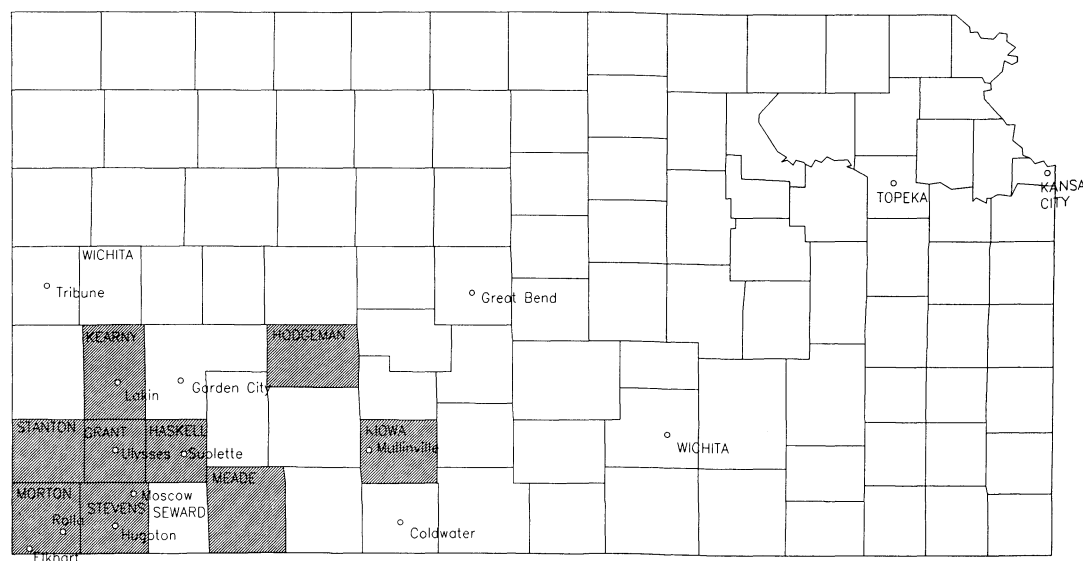 TOPEKA
KANSA
CITY
WICHITA
Tribune
Great Bend
KEARNY
HODGEMAN
Lakin
Garden City
STANTON
GRANT
HASKELL
KIOWA
Ulysses
Sublette
Mullinville
WICHITA
MEADE
MORTON
Moscow
STEVENS
SEWARD
Rolla
Hugoton
Coldwater
Elkhart